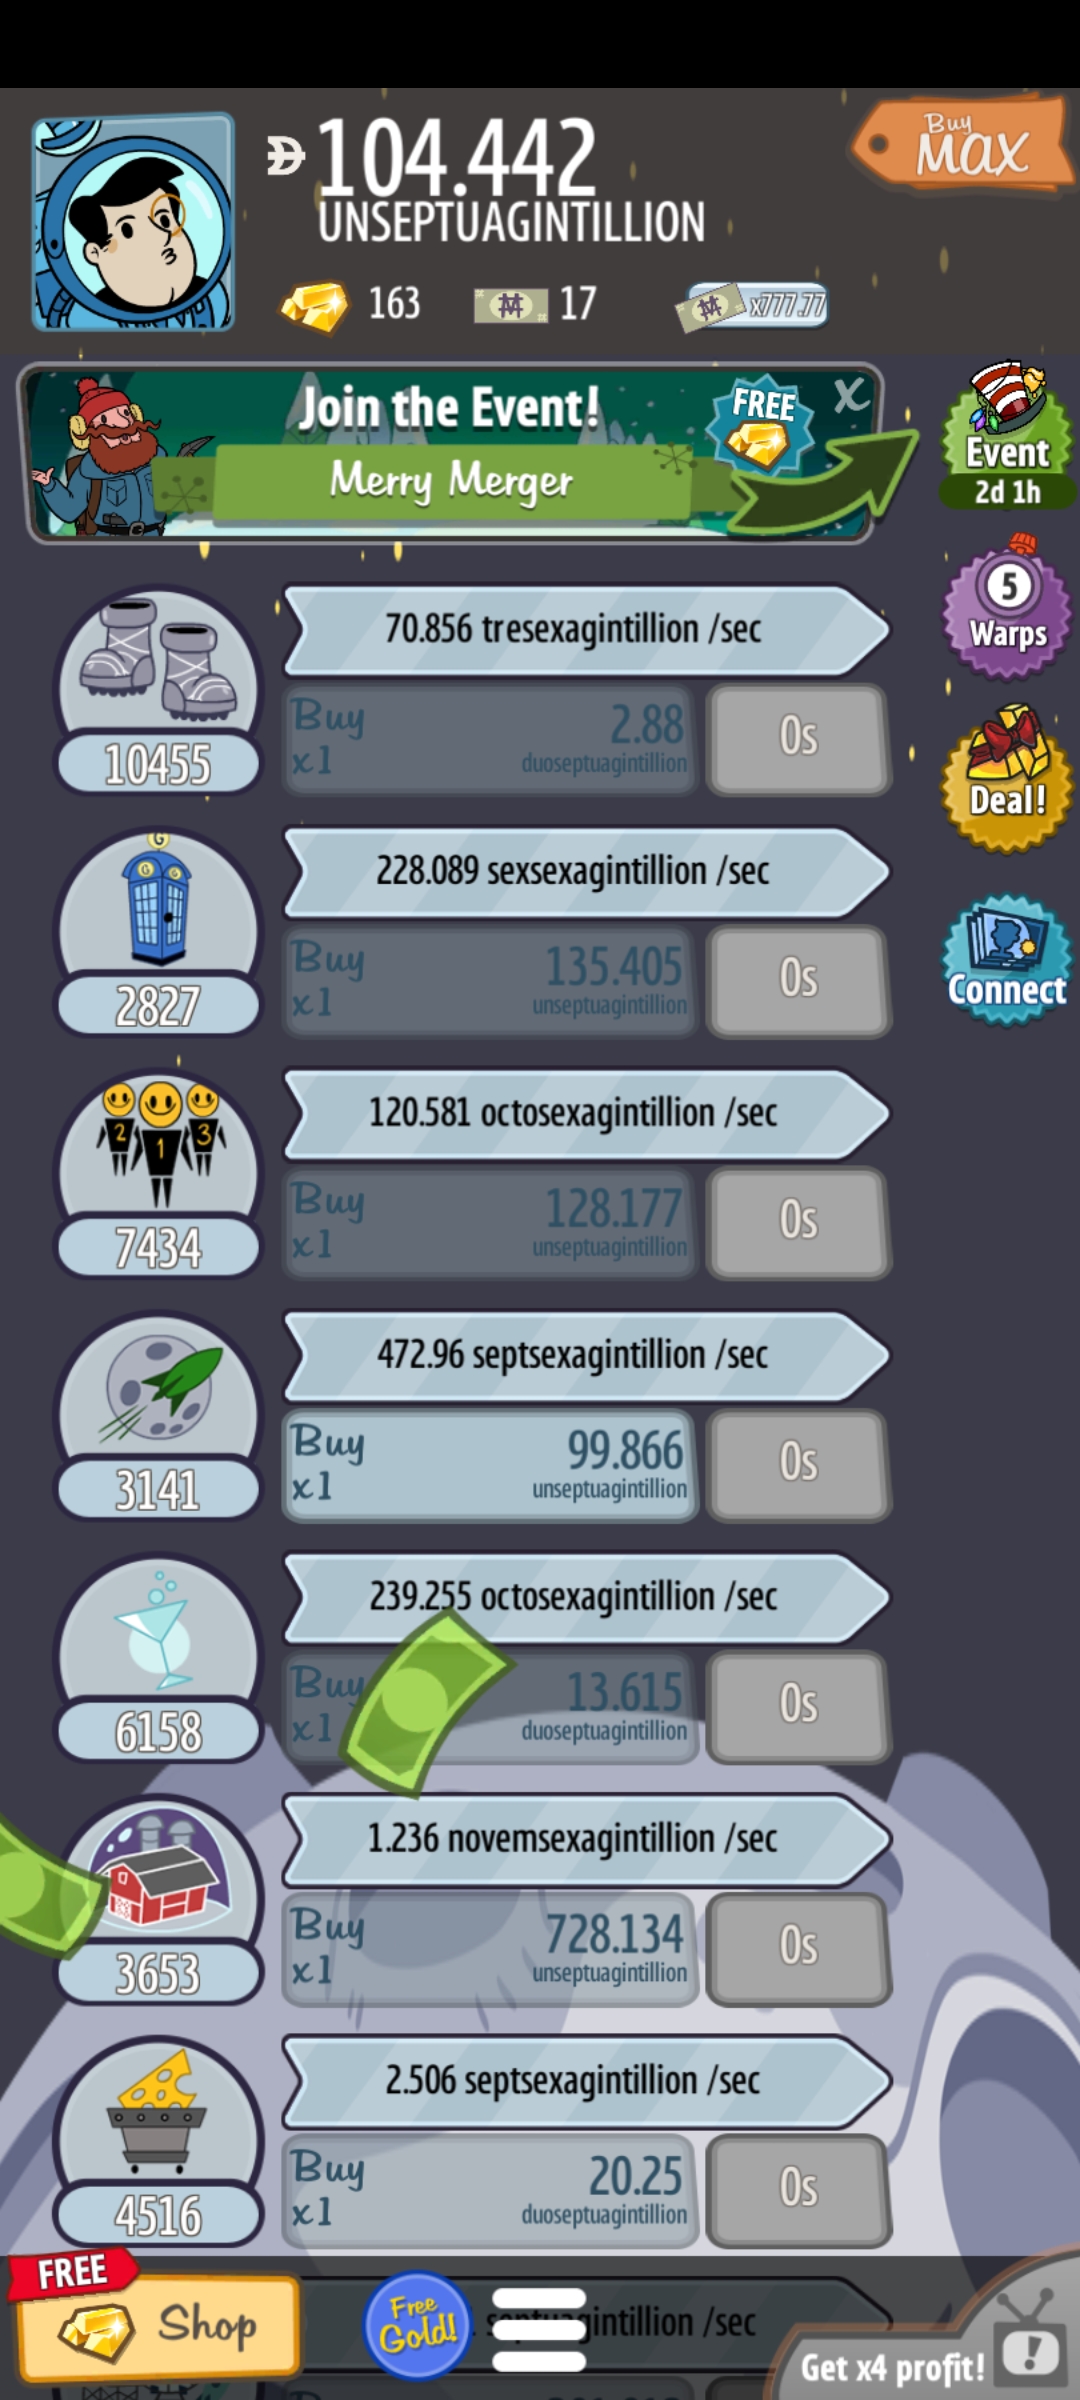 Buy
MAX
104.442
UNSEPTUAGINTILLION
163
17
x777.77
Join the Event!
Merry Merger
FREE
X
Event
2d 1h
5
Warps
Deal!
Connect
70.856 tresexagintillion /sec
Buy
x1
2.88
duoseptuagintillion
0s
10455
G
G
G
228.089 sexsexagintillion /sec
Buy
x1
135.405
unseptuagintillion
0s
2827
2
1
3
120.581 octosexagintillion /sec
Buy
x1
128.177
unseptuagintillion
0s
7434
472.96 septsexagintillion /sec
Buy
x1
99.866
unseptuagintillion
0s
3141
239.255 octosexagintillion /sec
Buy
x1
13.615
duoseptuagintillion
0s
6158
1.236 novemsexagintillion /sec
Buy
x1
728.134
unseptuagintillion
0s
3653
2.506 septsexagintillion /sec
Buy
x1
20.25
duoseptuagintillion
0s
4516
FREE
Shop
Free
Gold!
septuagintillion /sec
Get x4 profit!
!
Buy